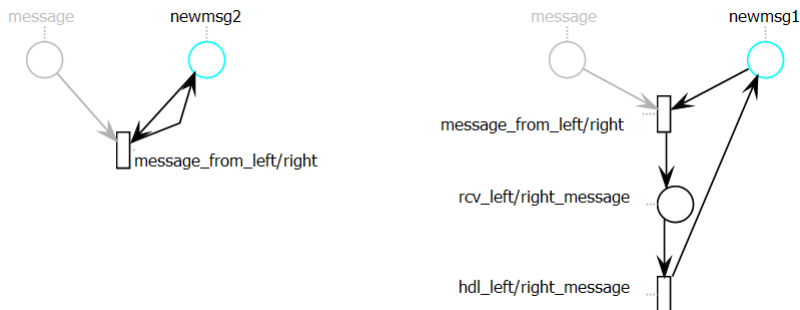 message
newmsg2
message_from_left/right
message
newmsg1
message_from_left/right
rcv_left/right_message
hdl_left/right_message